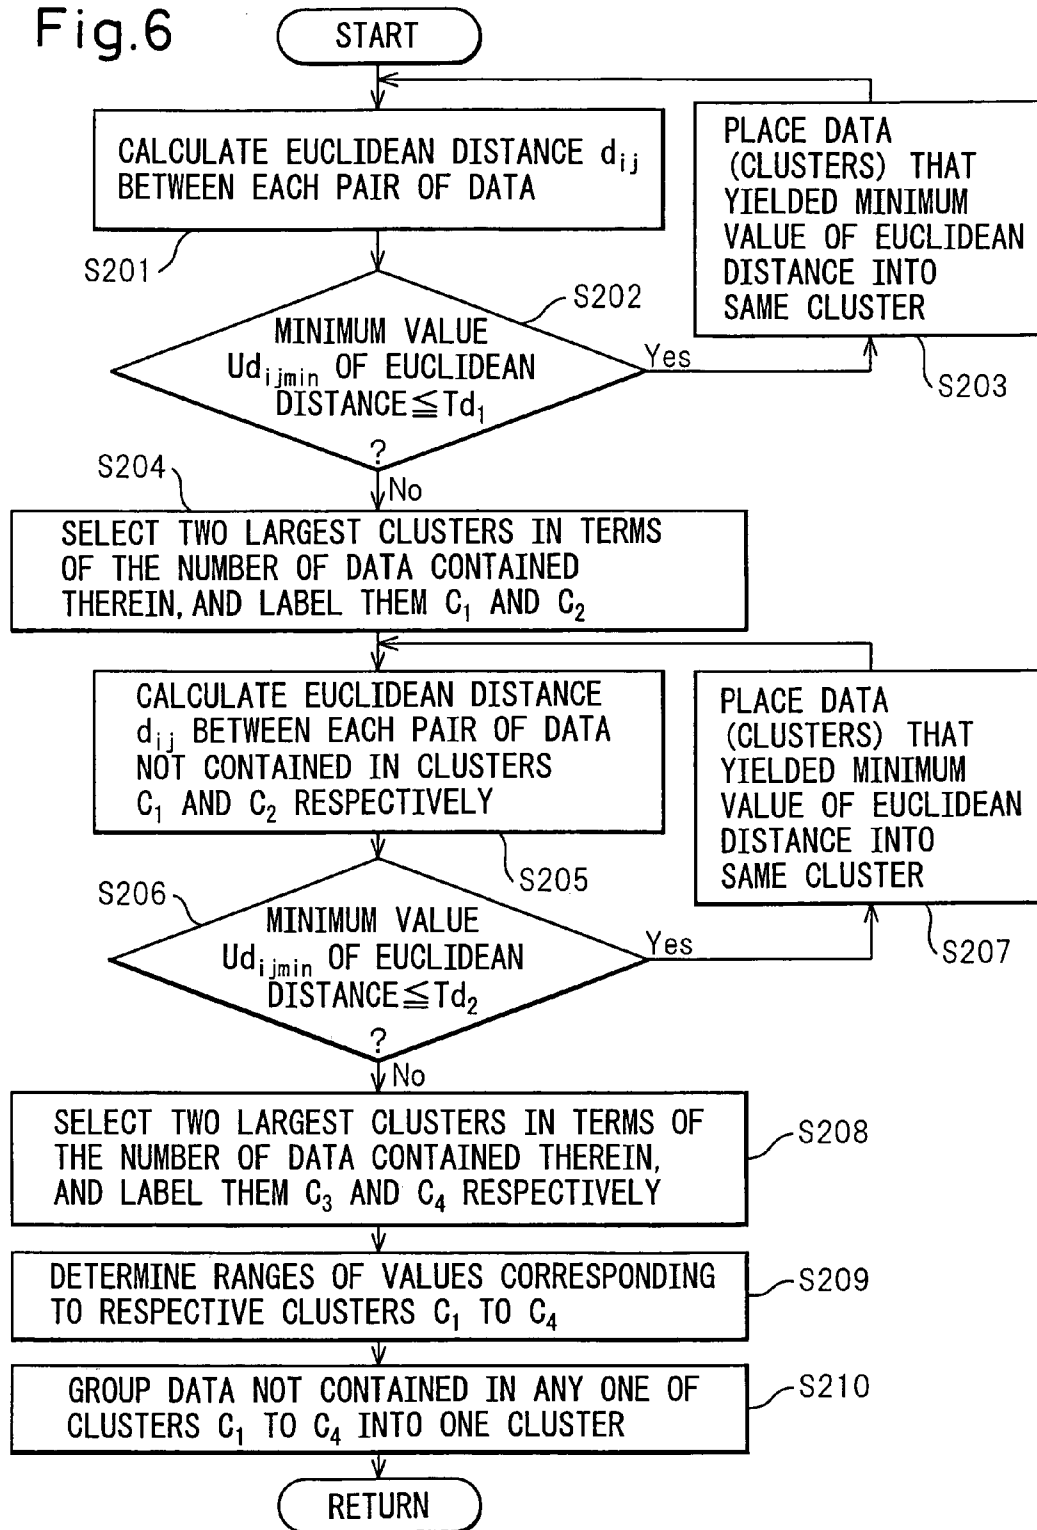 Fig.6
START
CALCULATE EUCLIDEAN DISTANCE dij
BETWEEN EACH PAIR OF DATA
S201
PLACE DATA
(CLUSTERS) THAT
YIELDED MINIMUM
VALUE OF EUCLIDEAN
DISTANCE INTO
SAME CLUSTER
S203
S202
MINIMUM VALUE
Udijmin OF EUCLIDEAN
DISTANCE≦Td1
?
Yes
No
S204
SELECT TWO LARGEST CLUSTERS IN TERMS
OF THE NUMBER OF DATA CONTAINED
THEREIN, AND LABEL THEM C1 AND C2
CALCULATE EUCLIDEAN DISTANCE
dij BETWEEN EACH PAIR OF DATA
NOT CONTAINED IN CLUSTERS
C1 AND C2 RESPECTIVELY
S205
PLACE DATA
(CLUSTERS) THAT
YIELDED MINIMUM
VALUE OF EUCLIDEAN
DISTANCE INTO
SAME CLUSTER
S207
S206
MINIMUM VALUE
Udijmin OF EUCLIDEAN
DISTANCE≦Td2
?
Yes
No
SELECT TWO LARGEST CLUSTERS IN TERMS OF
THE NUMBER OF DATA CONTAINED THEREIN,
AND LABEL THEM C3 AND C4 RESPECTIVELY
S208
DETERMINE RANGES OF VALUES CORRESPONDING
TO RESPECTIVE CLUSTERS C1 TO C4
S209
GROUP DATA NOT CONTAINED IN ANY ONE OF
CLUSTERS C1 TO C4 INTO ONE CLUSTER
S210
RETURN